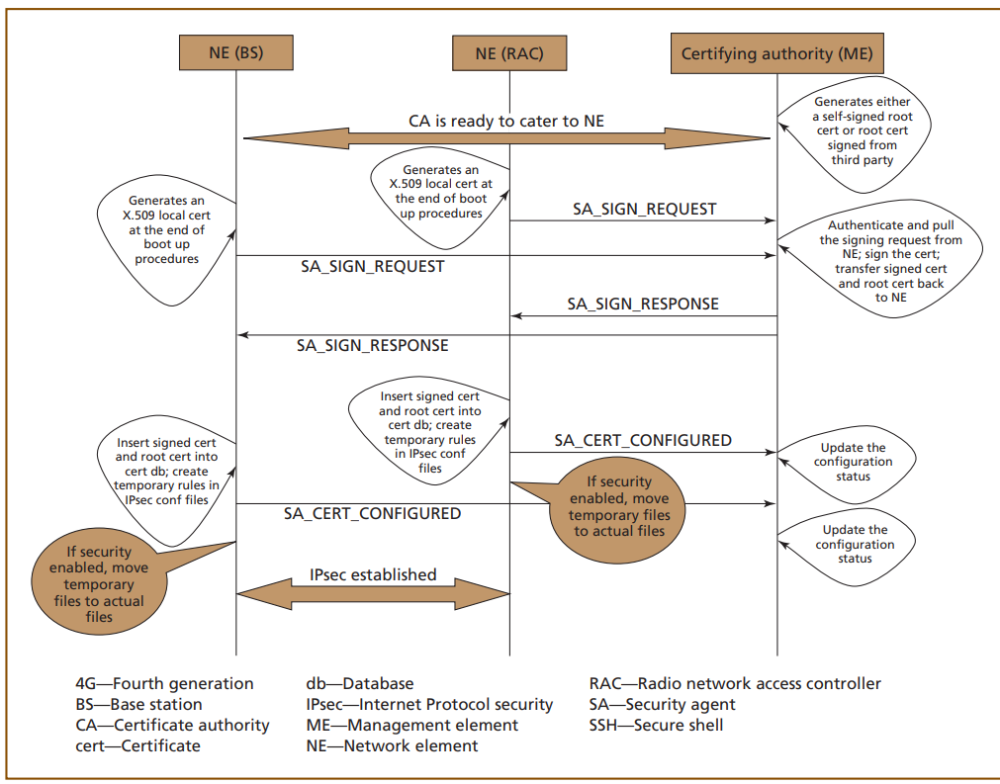 NE (BS)
NE (RAC)
Certifying authority (ME)
CA is ready to cater to NE
Generates either
a self-signed root
cert or root cert
signed from
third party
Generates an
X.509 local cert at
the end of boot
up procedures
Generates an
X.509 local cert
at the end of
boot up
procedures
SA_SIGN_REQUEST
SA_SIGN_REQUEST
Authenticate and pull
the signing request from
NE; sign the cert;
transfer signed cert
and root cert back
to NE
SA_SIGN_RESPONSE
SA_SIGN_RESPONSE
Insert signed cert
and root cert into
cert db; create
temporary rules
in IPsec conf
files
Insert signed cert
and root cert into
cert db; create
temporary rules in
IPsec conf files
SA_CERT_CONFIGURED
Update the
configuration
status
If security
enabled, move
temporary files
to actual files
SA_CERT_CONFIGURED
Update the
configuration
status
If security
enabled, move
temporary
files to actual
files
IPsec established
4G—Fourth generation
BS—Base station
CA—Certificate authority
cert—Certificate
db—Database
IPsec—Internet Protocol security
ME—Management element
NE—Network element
RAC—Radio network access controller
SA—Security agent
SSH—Secure shell